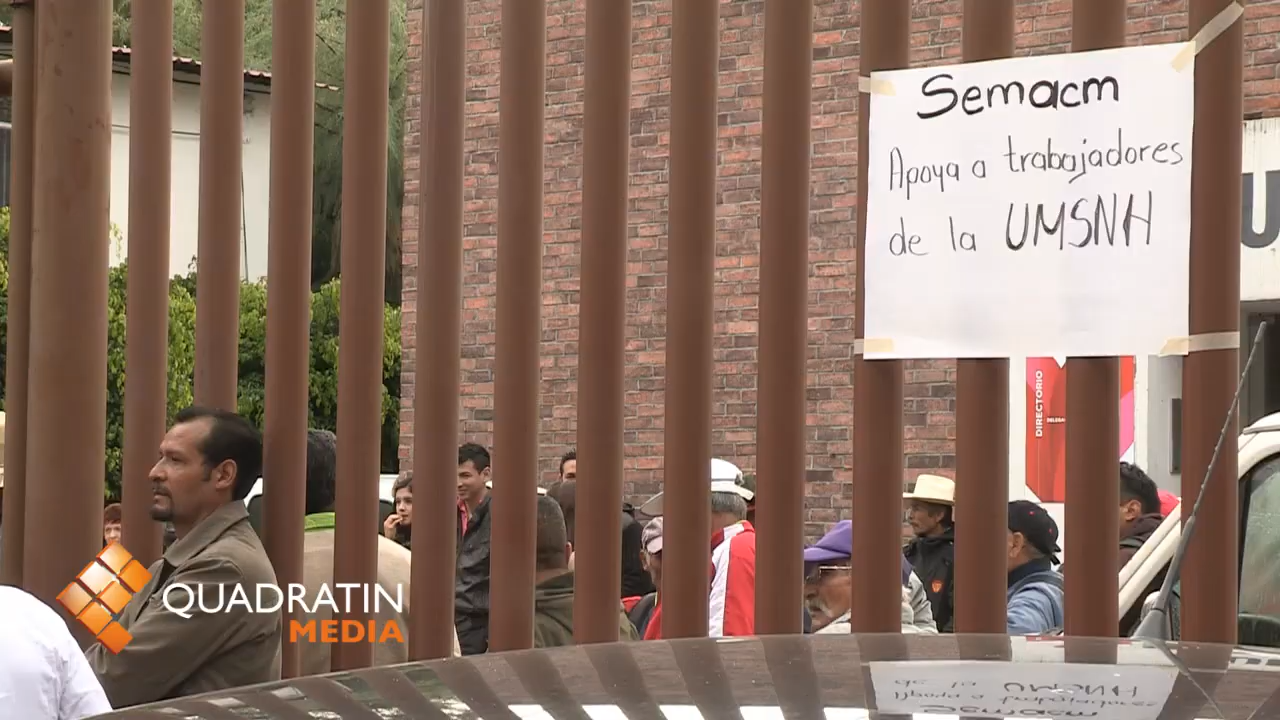 Semacm
Apoya a trabajadores
de la UMSNH
U
DIRECTORIO
QUADRATIN
MEDIA